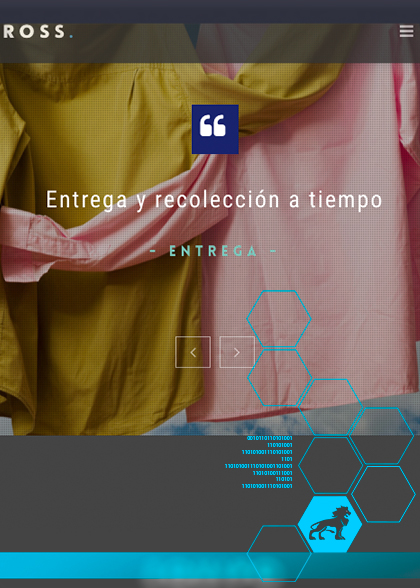 ROSS.
Entrega y recolección a tiempo
- ENTREGA -